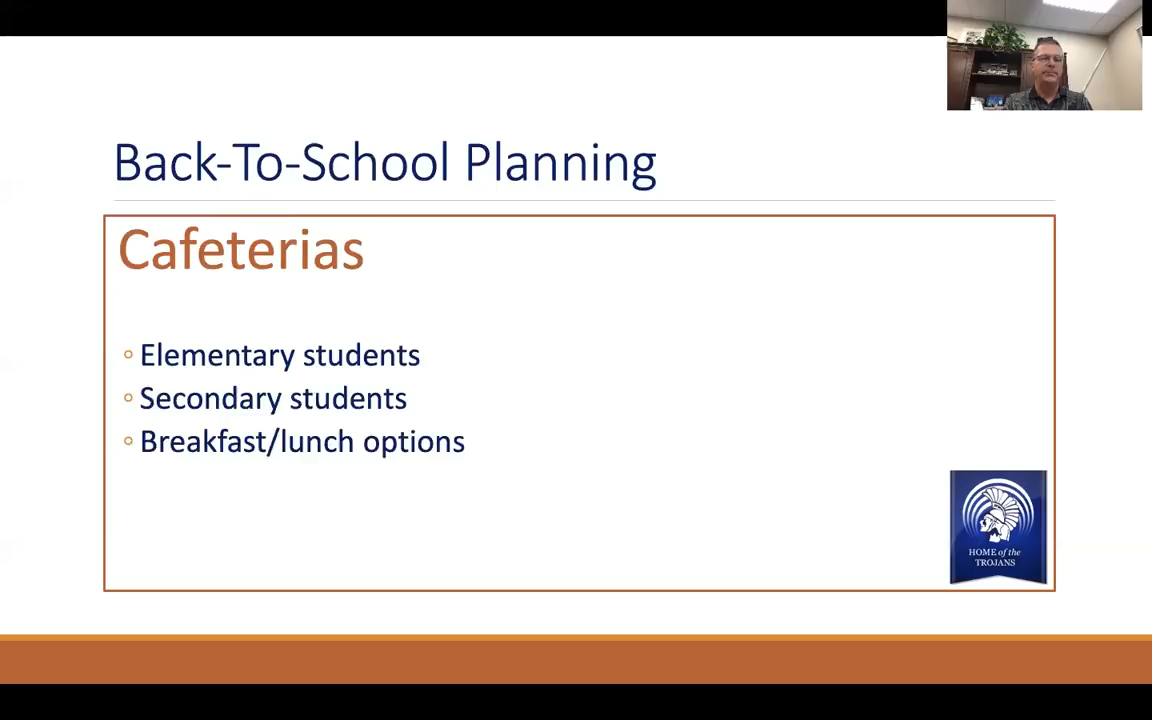 Back-To-School Planning
Cafeterias
Elementary students
Secondary students
Breakfast/lunch options
HOME of the
TROJANS